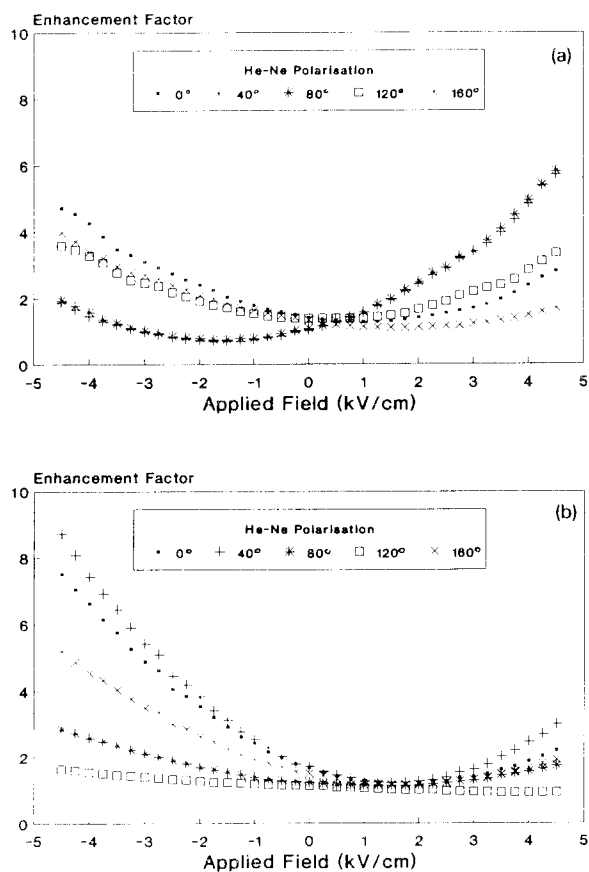 Enhancement Factor
10
(a)
He-Ne Polarisation
0° 40° 80° 120° 160°
8
6
4
2
0
-5 -4 -3 -2 -1 0 1 2 3 4 5
Applied Field (kV/cm)
Enhancement Factor
10
(b)
He-Ne Polarisation
0° 40° 80° 120° 160°
8
6
4
2
0
-5 -4 -3 -2 -1 0 1 2 3 4 5
Applied Field (kV/cm)